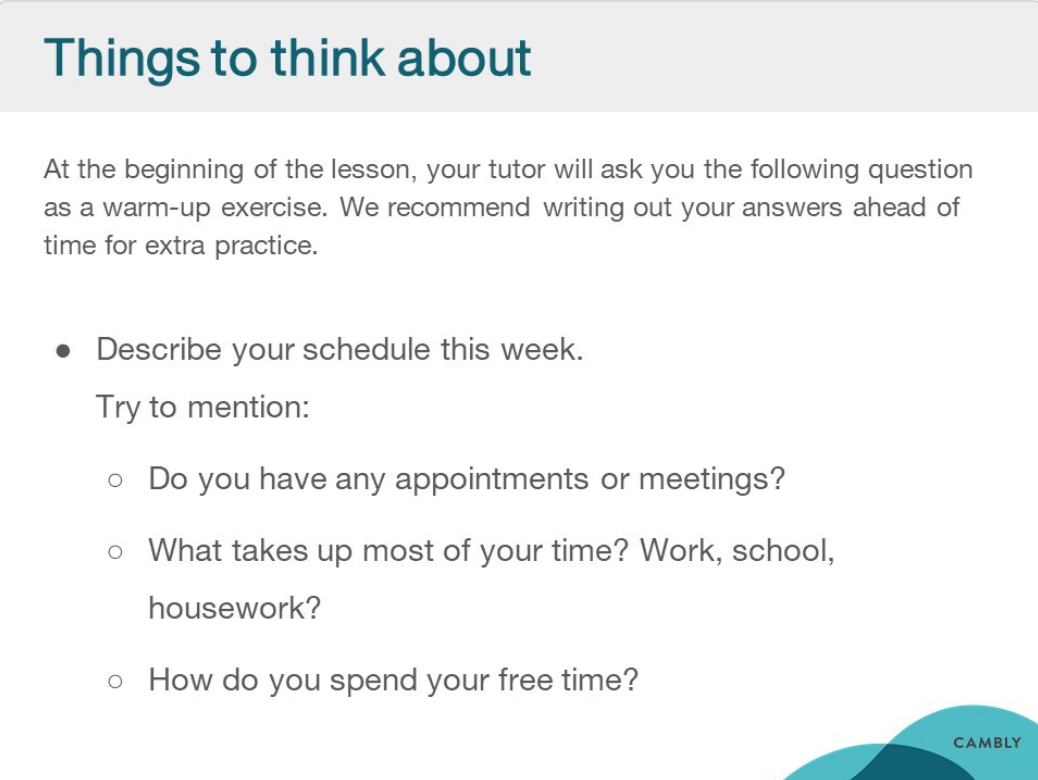 Things to think about
At the beginning of the lesson, your tutor will ask you the following question
as a warm-up exercise. We recommend writing out your answers ahead of
time for extra practice.
● Describe your schedule this week.
Try to mention:
○ Do you have any appointments or meetings?
○ What takes up most of your time? Work, school,
housework?
○ How do you spend your free time?
CAMBLY